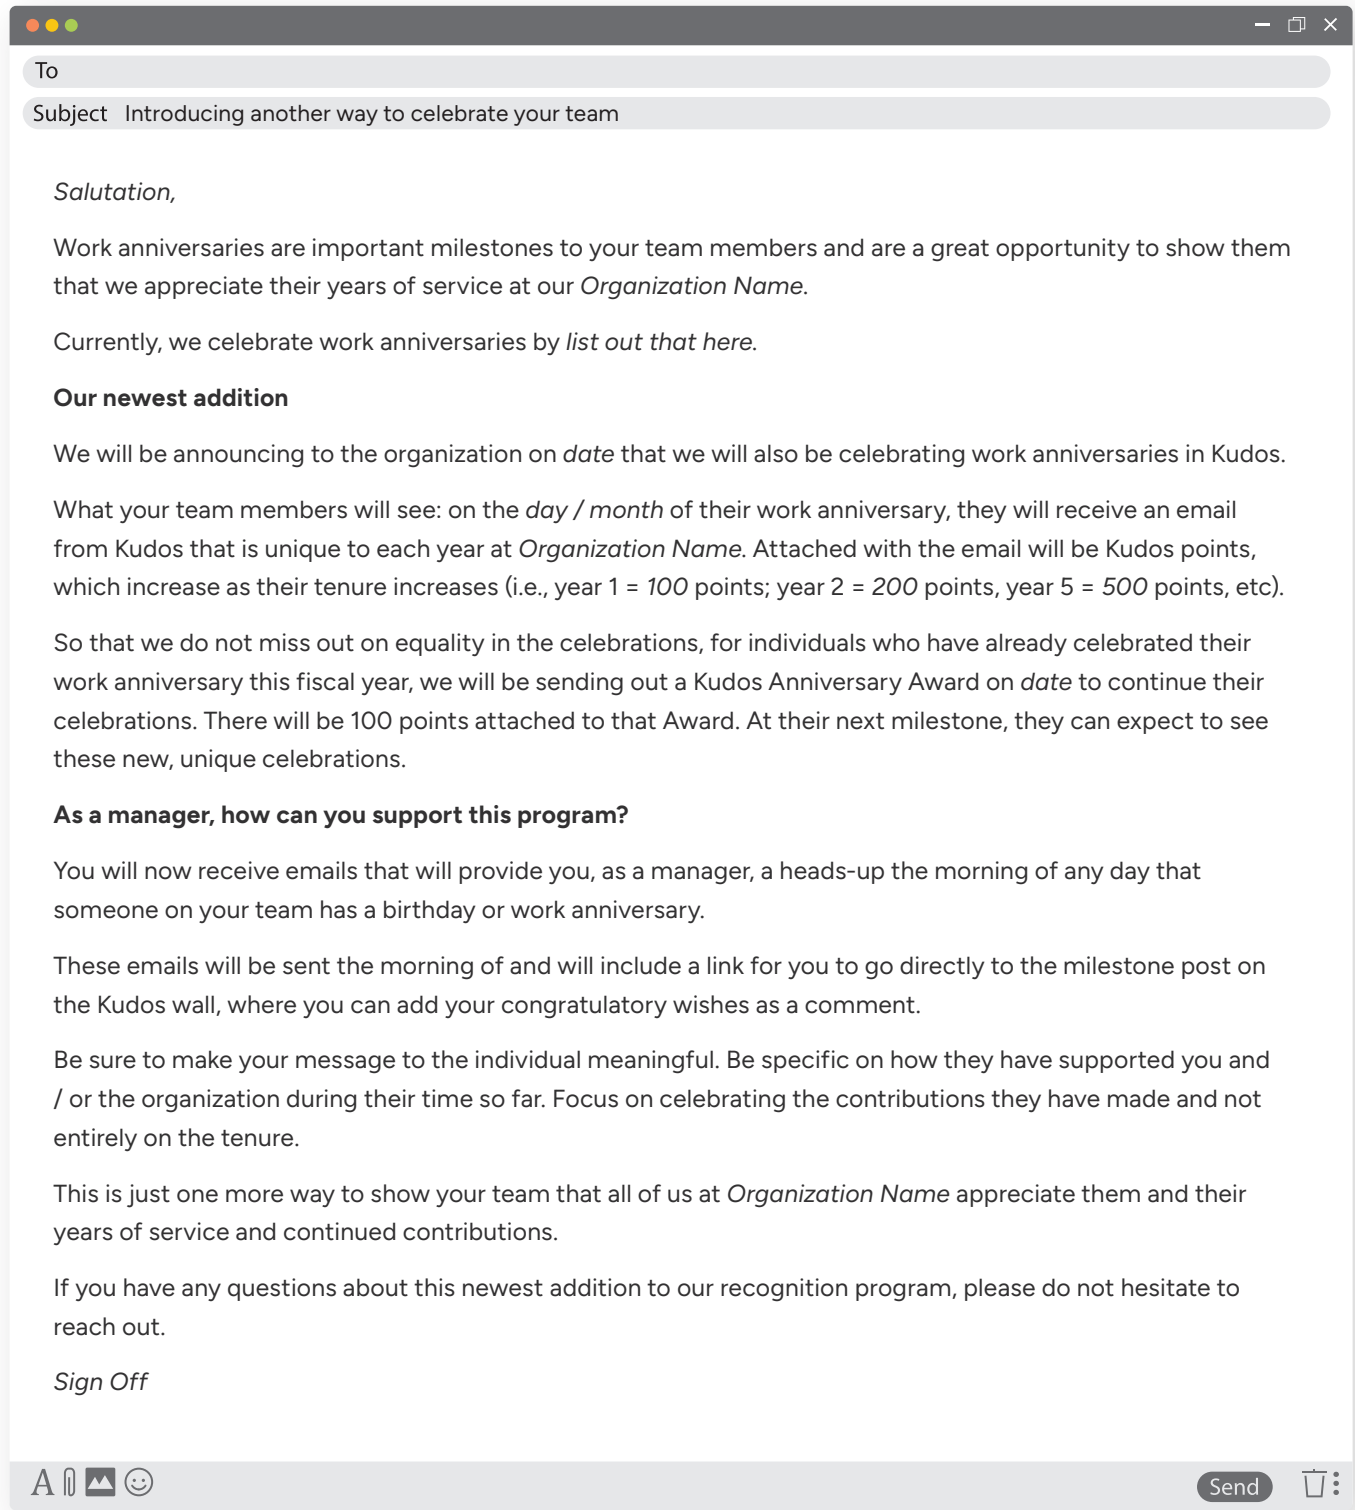 To
Subject Introducing another way to celebrate your team
Salutation,
Work anniversaries are important milestones to your team members and are a great opportunity to show them
that we appreciate their years of service at our Organization Name.
Currently, we celebrate work anniversaries by list out that here.
Our newest addition
We will be announcing to the organization on date that we will also be celebrating work anniversaries in Kudos.
What your team members will see: on the day / month of their work anniversary, they will receive an email
from Kudos that is unique to each year at Organization Name. Attached with the email will be Kudos points,
which increase as their tenure increases (i.e., year 1 = 100 points; year 2 = 200 points, year 5 = 500 points, etc).
So that we do not miss out on equality in the celebrations, for individuals who have already celebrated their
work anniversary this fiscal year, we will be sending out a Kudos Anniversary Award on date to continue their
celebrations. There will be 100 points attached to that Award. At their next milestone, they can expect to see
these new, unique celebrations.
As a manager, how can you support this program?
You will now receive emails that will provide you, as a manager, a heads-up the morning of any day that
someone on your team has a birthday or work anniversary.
These emails will be sent the morning of and will include a link for you to go directly to the milestone post on
the Kudos wall, where you can add your congratulatory wishes as a comment.
Be sure to make your message to the individual meaningful. Be specific on how they have supported you and
/ or the organization during their time so far. Focus on celebrating the contributions they have made and not
entirely on the tenure.
This is just one more way to show your team that all of us at Organization Name appreciate them and their
years of service and continued contributions.
If you have any questions about this newest addition to our recognition program, please do not hesitate to
reach out.
Sign Off
A
Send